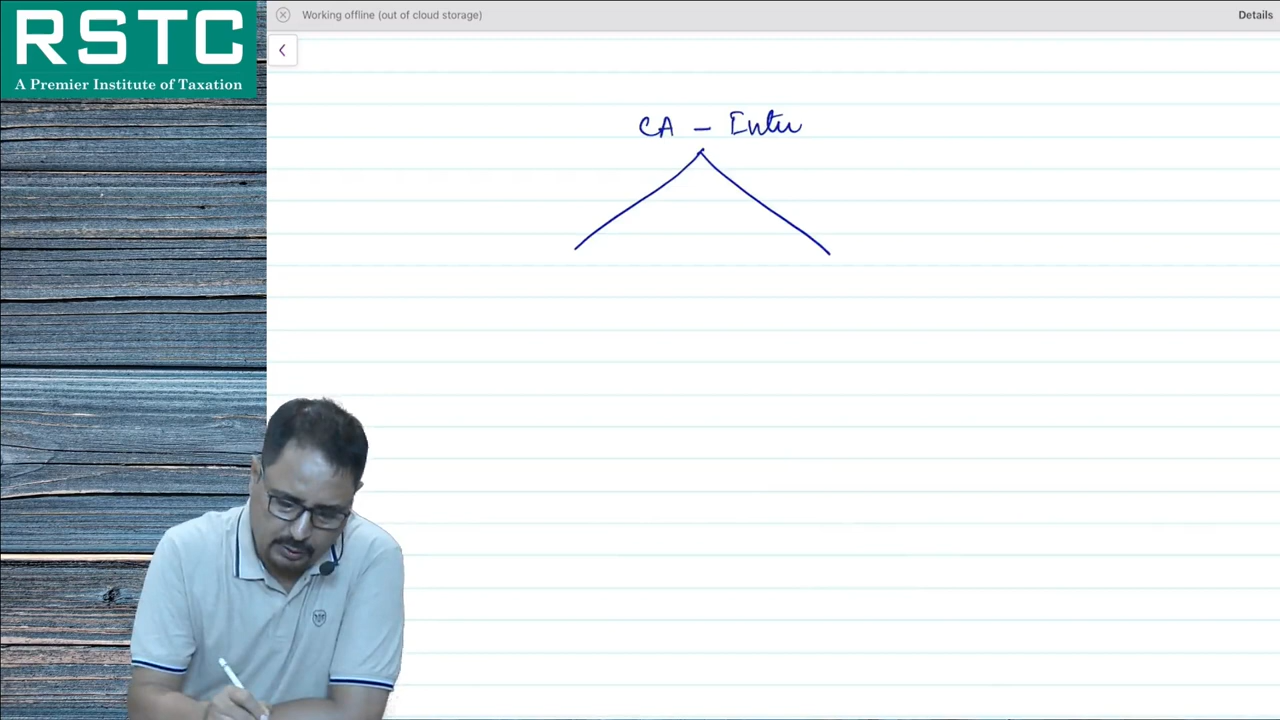 RSTC
A Premier Institute of Taxation
Working offline (out of cloud storage)
Details
CA - Inter